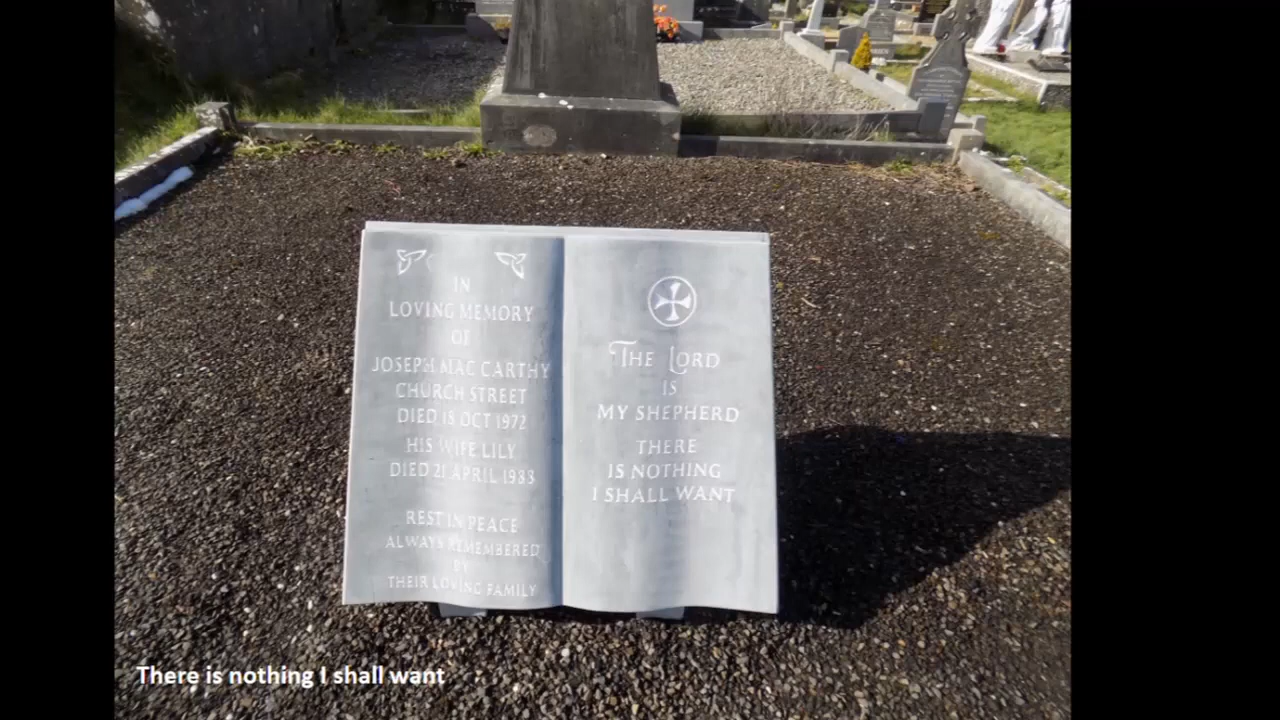 IN
LOVING MEMORY
OF
JOSEPH MAC CARTHY
CHURCH STREET
DIED 18 OCT 1972
HIS WIFE LILY
DIED 21 APRIL 1983
REST IN PEACE
ALWAYS REMEMBERED
BY
THEIR LOVING FAMILY
THE LORD
IS
MY SHEPHERD
THERE
IS NOTHING
I SHALL WANT
There is nothing I shall want